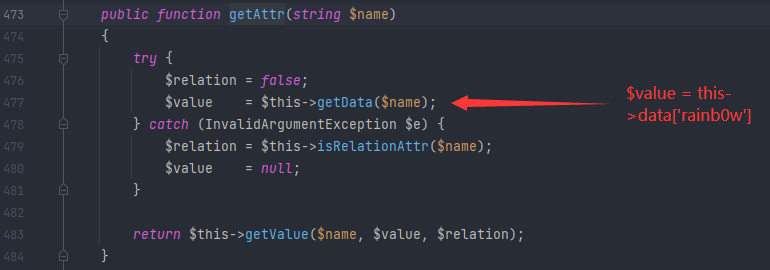 473 public function getAttr(string $name)
474 {
475 try {
476 $relation = false;
477 $value = $this->getData($name);
478 } catch (InvalidArgumentException $e) {
479 $relation = $this->isRelationAttr($name);
480 $value = null;
481 }
482
483 return $this->getValue($name, $value, $relation);
484 }
$value = this-
>data['rainb0w']